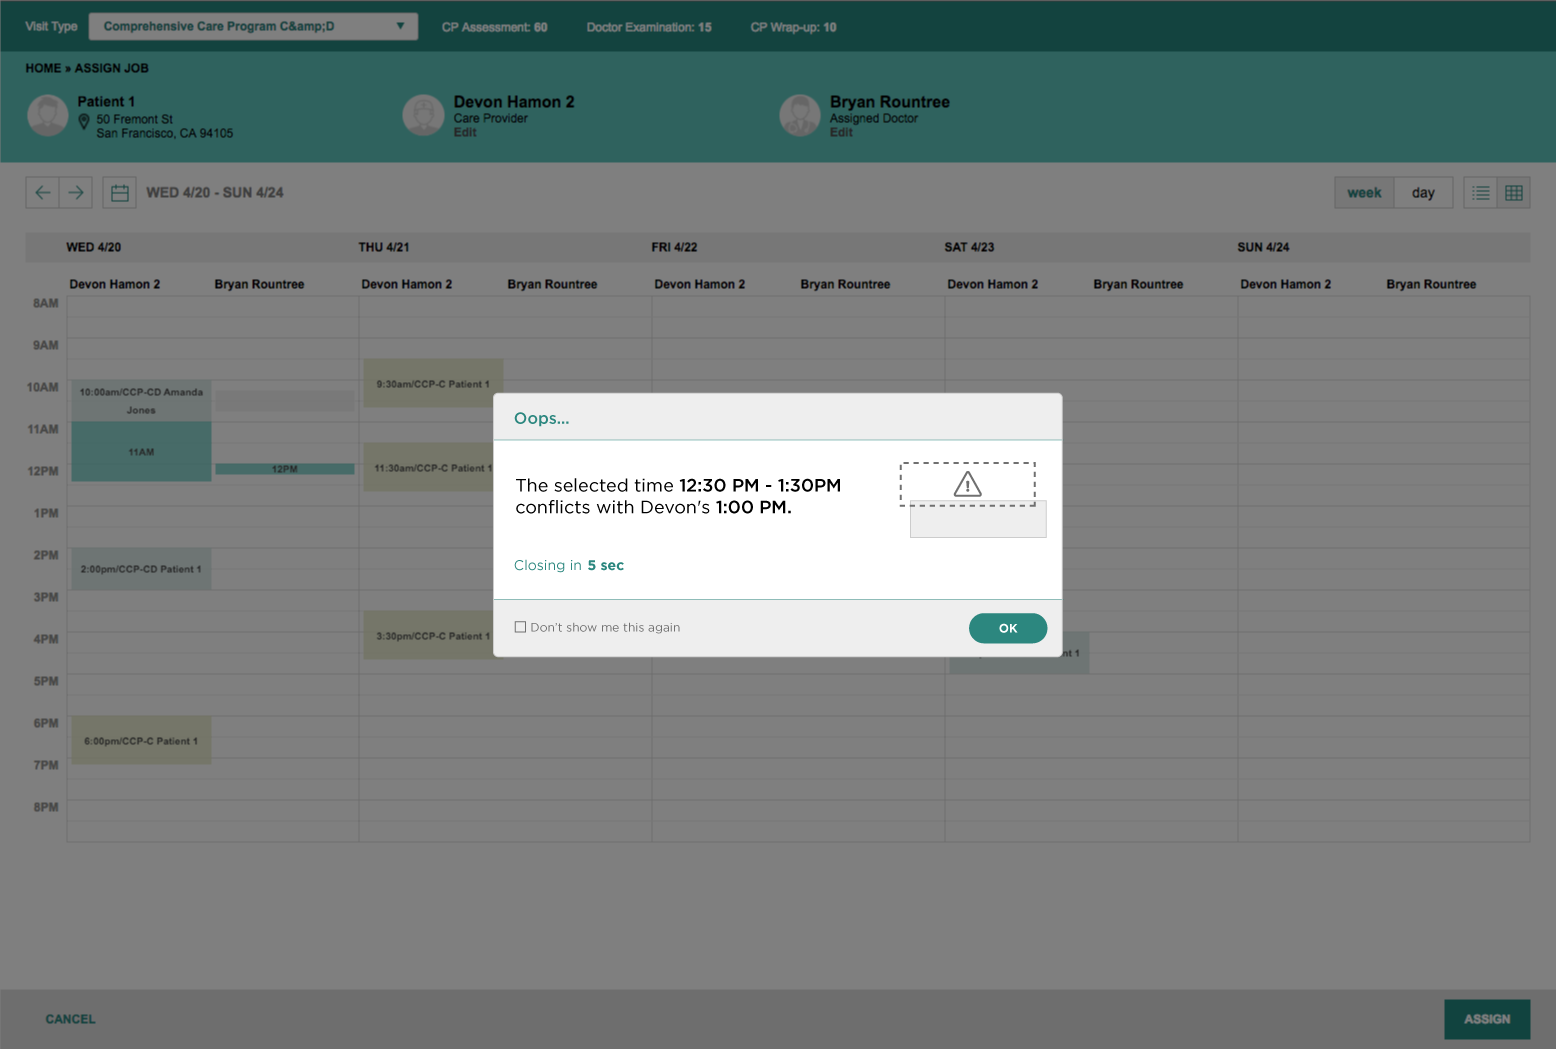 Visit Type Comprehensive Care Program C&amp;D ▼ CP Assessment: 60 Doctor Examination: 15 CP Wrap-up: 10
HOME » ASSIGN JOB
Patient 1
50 Fremont St
San Francisco, CA 94105
Devon Hamon 2
Care Provider
Edit
Bryan Rountree
Assigned Doctor
Edit
WED 4/20 - SUN 4/24
week day
WED 4/20 THU 4/21 FRI 4/22 SAT 4/23 SUN 4/24
Devon Hamon 2 Bryan Rountree Devon Hamon 2 Bryan Rountree Devon Hamon 2 Bryan Rountree Devon Hamon 2 Bryan Rountree Devon Hamon 2 Bryan Rountree
8AM
9AM
10AM
11AM
12PM
1PM
2PM
3PM
4PM
5PM
6PM
7PM
8PM
10:00am/CCP-CD Amanda
Jones
11AM
12PM
2:00pm/CCP-CD Patient 1
6:00pm/CCP-C Patient 1
9:30am/CCP-C Patient 1
11:30am/CCP-C Patient 1
3:30pm/CCP-C Patient 1
nt 1
Oops...
The selected time 12:30 PM - 1:30PM
conflicts with Devon's 1:00 PM.
Closing in 5 sec
Don't show me this again
OK
CANCEL
ASSIGN